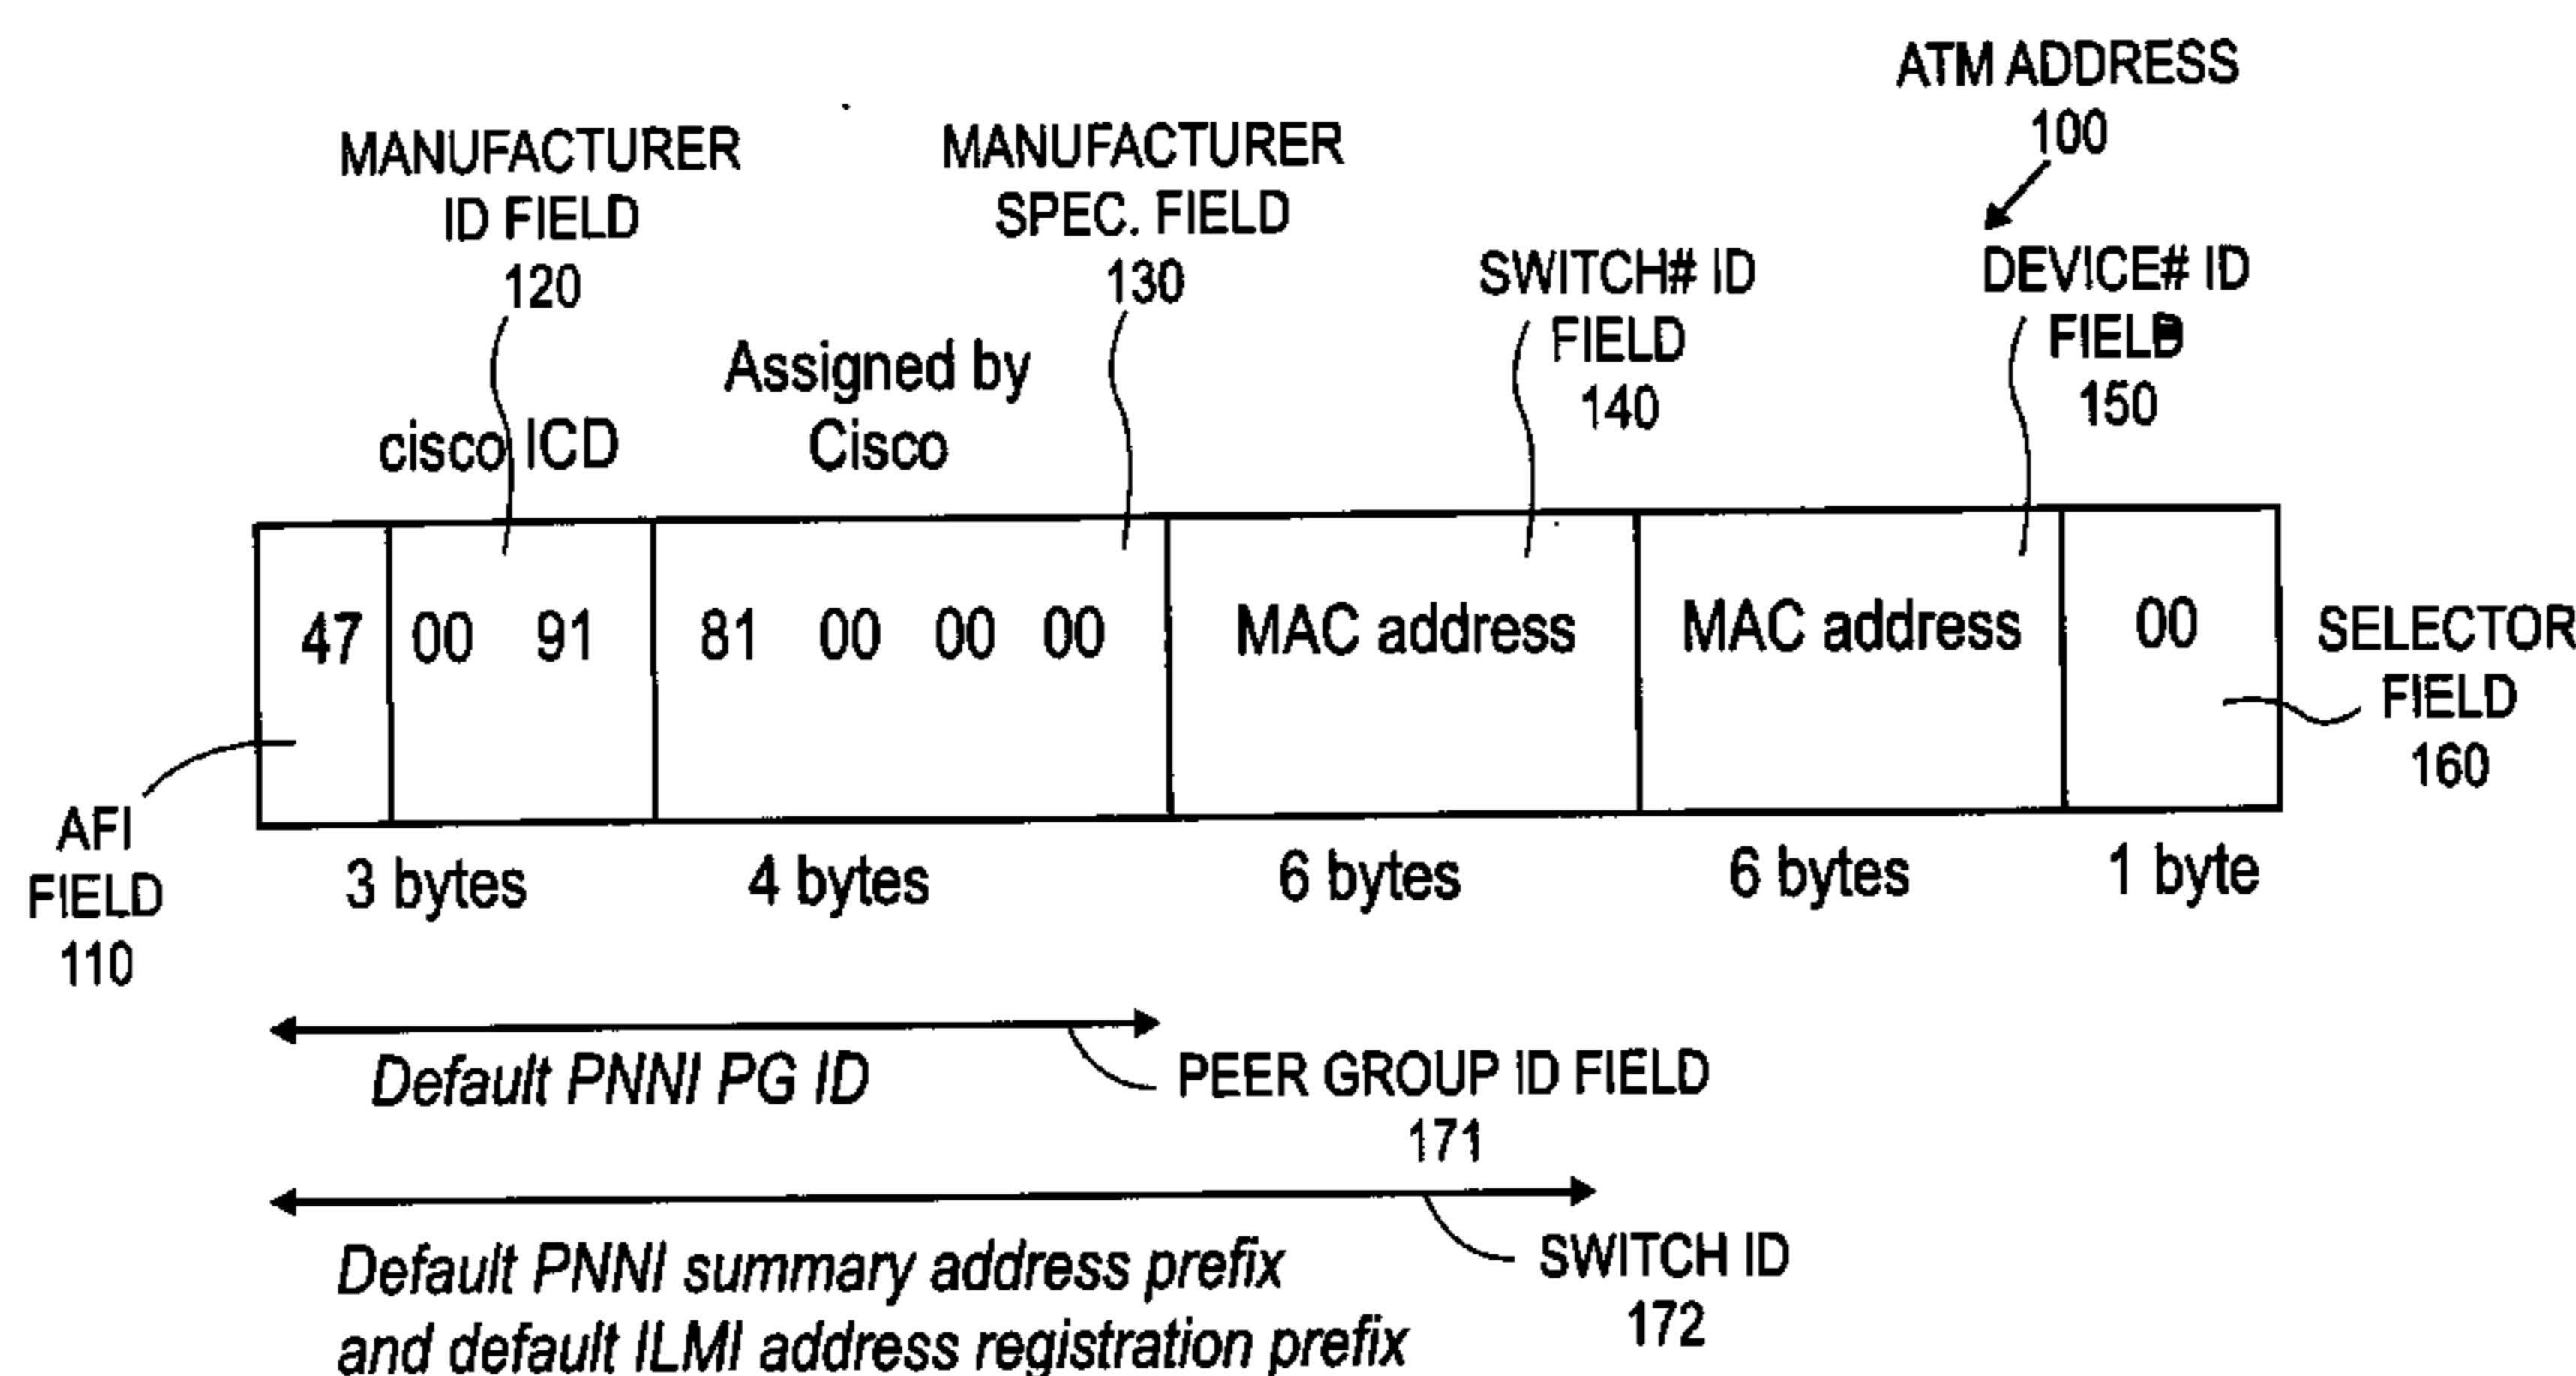 ATM ADDRESS
100
MANUFACTURER
ID FIELD
120
MANUFACTURER
SPEC. FIELD
130
SWITCH# ID
FIELD
140
DEVICE# ID
FIELD
150
cisco ICD
Assigned by
Cisco
47 00 91 81 00 00 00 MAC address MAC address 00
SELECTOR
FIELD
160
AFI
FIELD
110
3 bytes 4 bytes 6 bytes 6 bytes 1 byte
Default PNNI PG ID
PEER GROUP ID FIELD
171
Default PNNI summary address prefix
and default ILMI address registration prefix
SWITCH ID
172